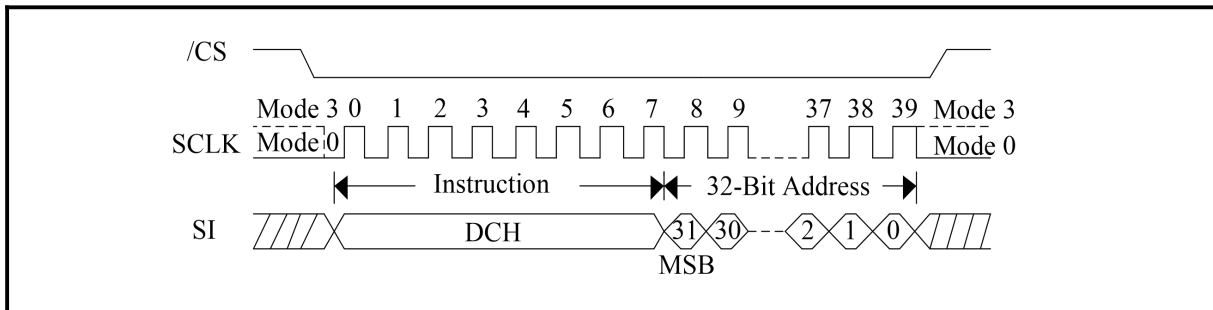 /CS
Mode 3 0 1 2 3 4 5 6 7 8 9 37 38 39 Mode 3
SCLK Mode 0 Mode 0
Instruction 32-Bit Address
SI DCH 31 30 2 1 0
MSB